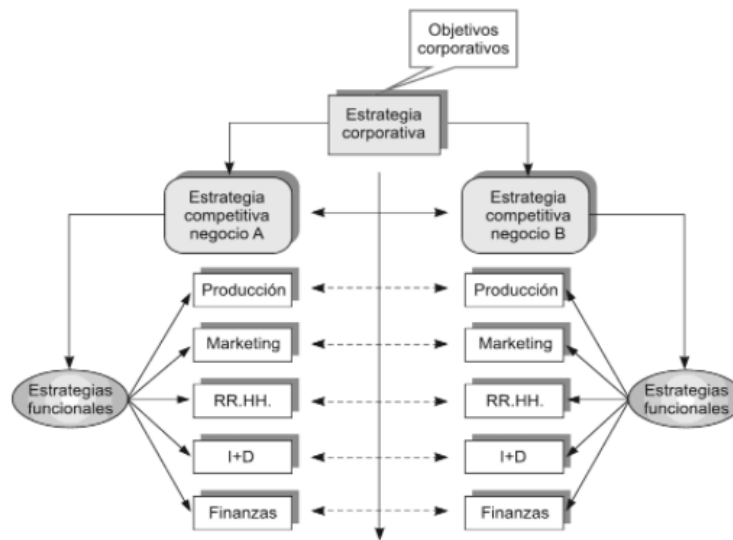 Objetivos
corporativos
Estrategia
corporativa
Estrategia
competitiva
negocio A
Estrategia
competitiva
negocio B
Producción
Producción
Marketing
Marketing
Estrategias
funcionales
RR.HH.
RR.HH.
Estrategias
funcionales
I+D
I+D
Finanzas
Finanzas